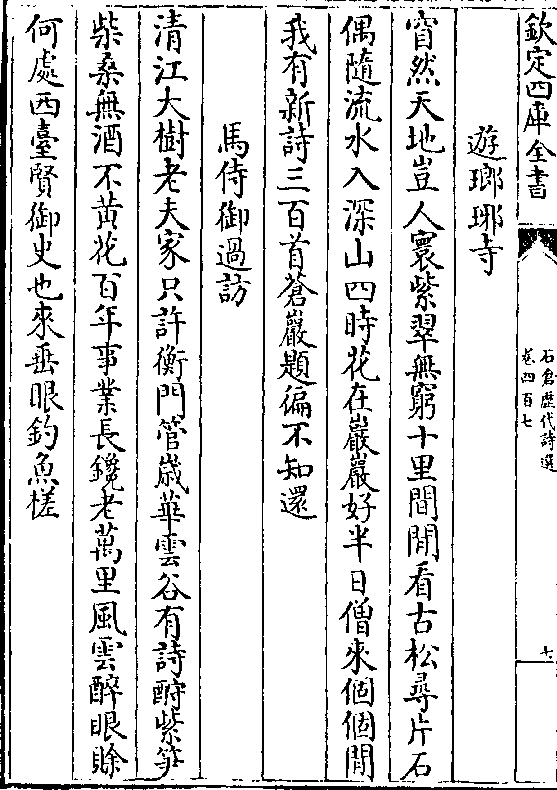 欽定四庫全書
石倉歴代詩選
卷四百七
七
遊瑯琊寺
窅然天地豈人寰紫翠無窮十里間閒看古松尋片石
偶隨流水入深山四時花在巖巖好半日僧來個個閒
我有新詩三百首蒼巖題徧不知還
馬侍御過訪
清江大樹老夫家只許衡門管歳華雲谷有詩酧紫笋
柴桑無酒不黄花百年事業長鑱老萬里風雲醉眼賒
何處西臺賢御史也來垂眼釣魚槎